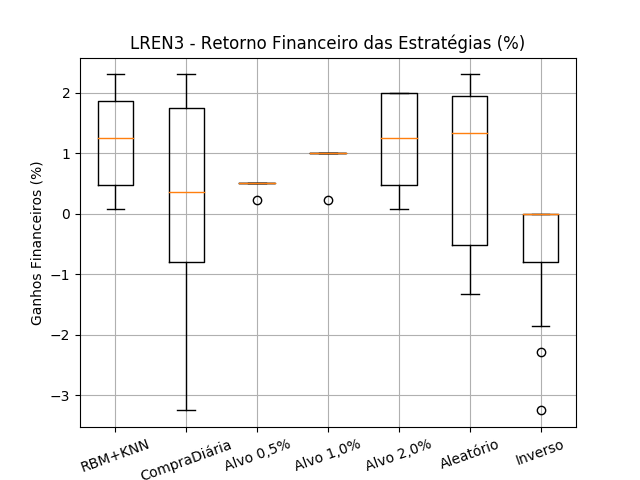 LREN3 - Retorno Financeiro das Estratégias (%)
Ganhos Financeiros (%)
2
1
0
−1
−2
−3
RBM+KNN
CompraDiária
Alvo 0,5%
Alvo 1,0%
Alvo 2,0%
Aleatório
Inverso